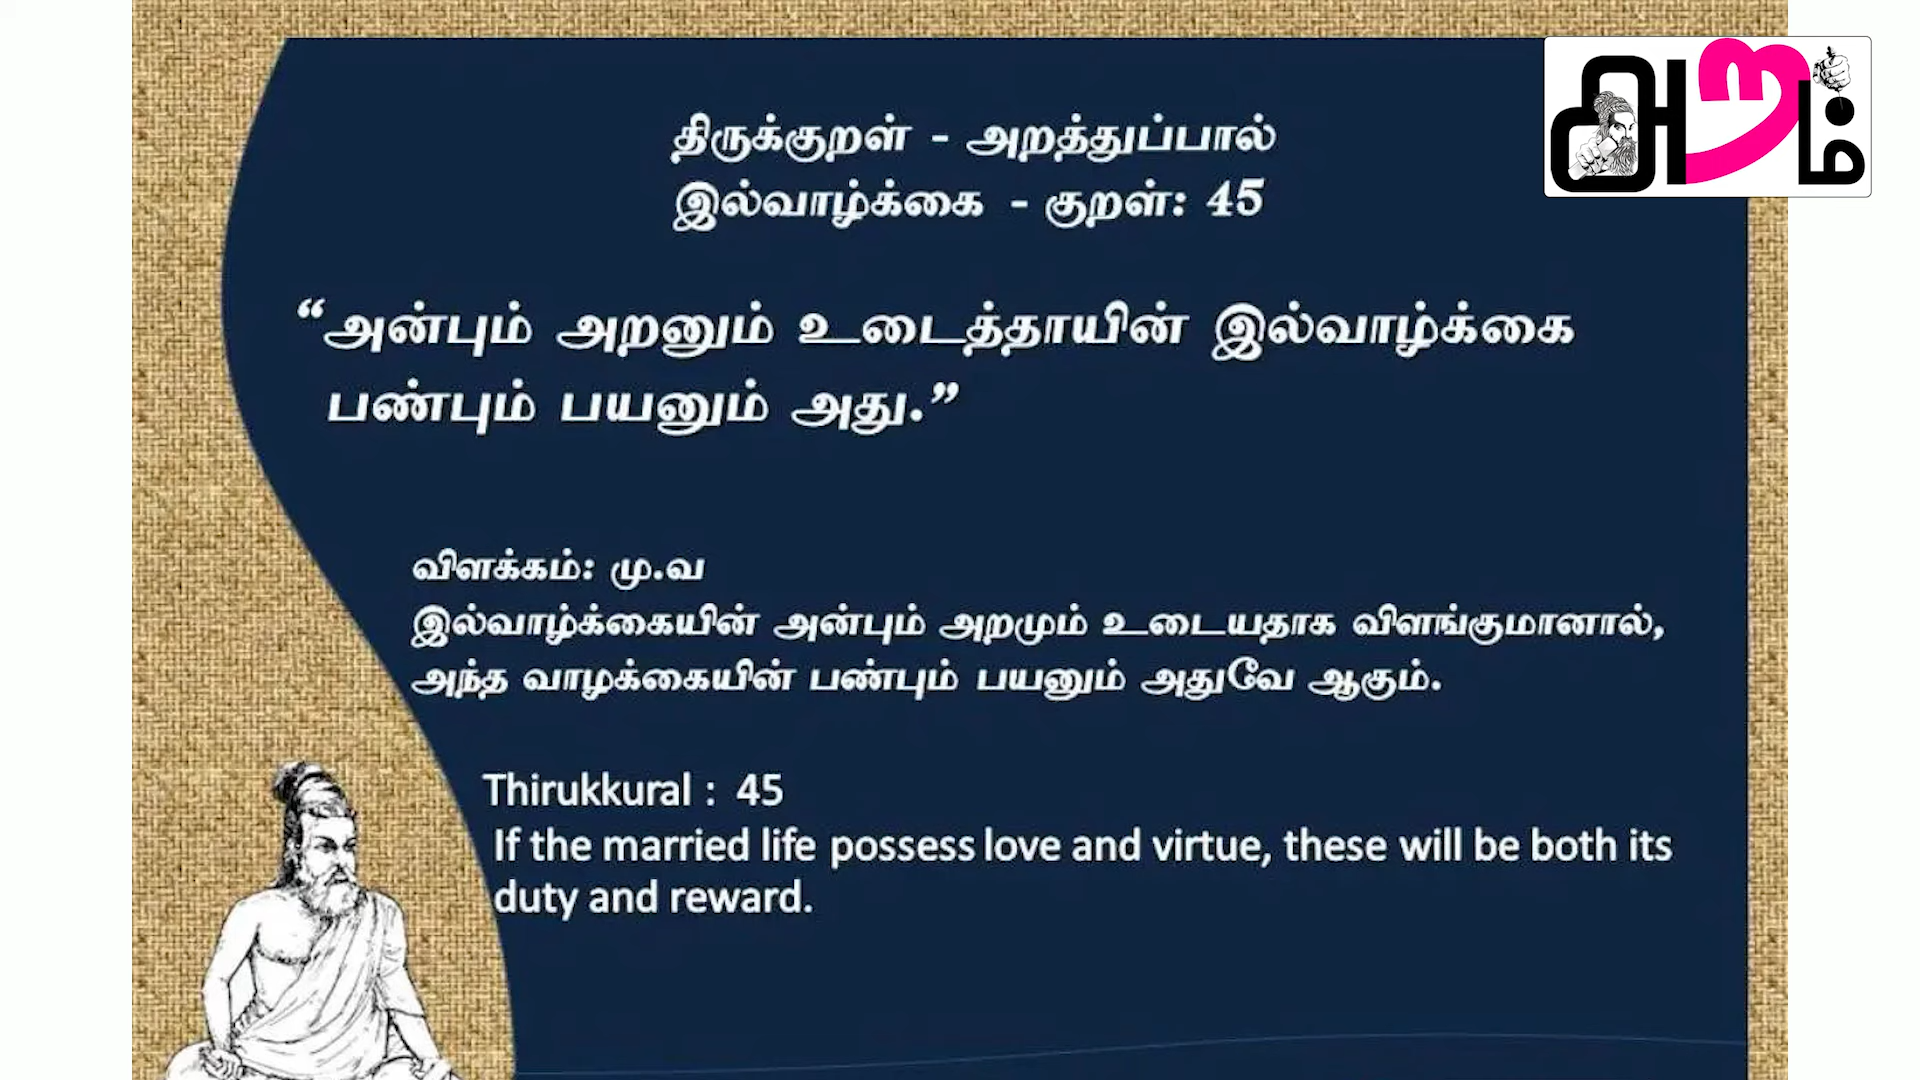 அறம்
திருக்குறள் - அறத்துப்பால்
இல்வாழ்க்கை - குறள்: 45
“அன்பும் அறனும் உடைத்தாயின் இல்வாழ்க்கை
பண்பும் பயனும் அது.”
விளக்கம்: மு.வ
இல்வாழ்க்கையின் அன்பும் அறமும் உடையதாக விளங்குமானால்,
அந்த வாழக்கையின் பண்பும் பயனும் அதுவே ஆகும்.
Thirukkural : 45
If the married life possess love and virtue, these will be both its
duty and reward.